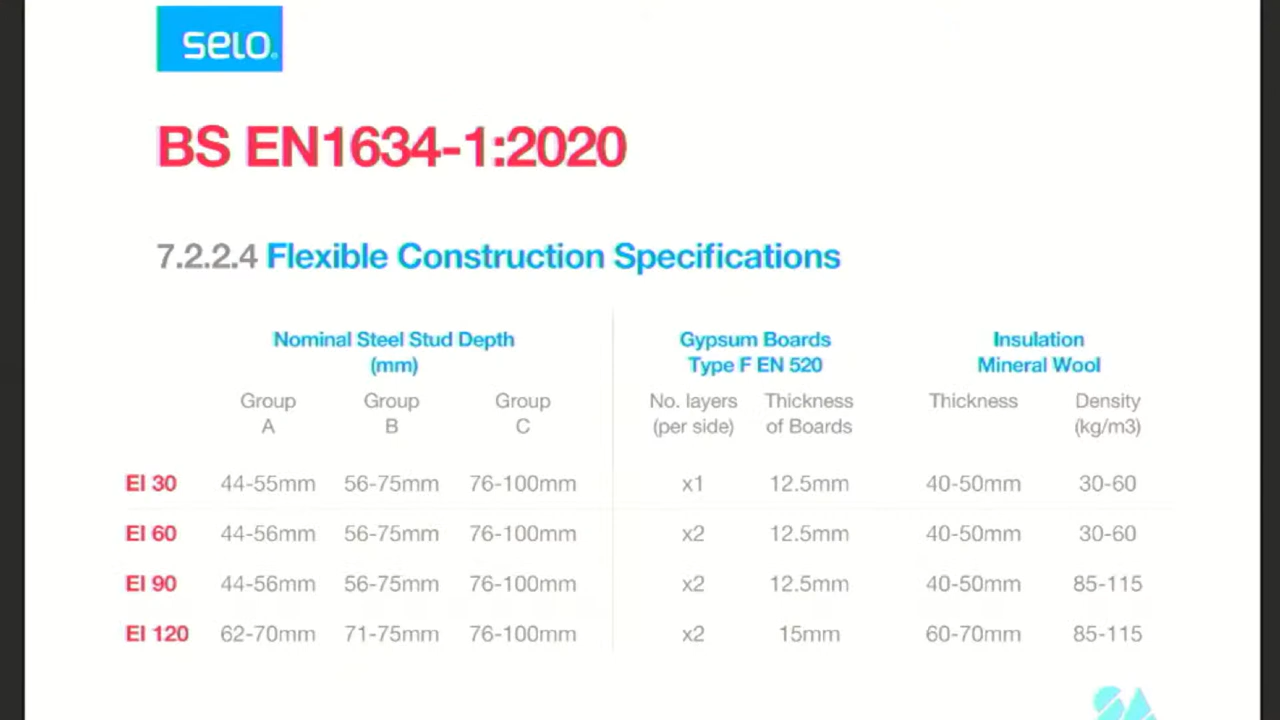 selo®
BS EN1634-1:2020
7.2.2.4 Flexible Construction Specifications
Nominal Steel Stud Depth Gypsum Boards Insulation
(mm) Type F EN 520 Mineral Wool
Group Group Group No. layers Thickness Thickness Density
A B C (per side) of Boards (kg/m3)
EI 30 44-55mm 56-75mm 76-100mm x1 12.5mm 40-50mm 30-60
EI 60 44-56mm 56-75mm 76-100mm x2 12.5mm 40-50mm 30-60
EI 90 44-56mm 56-75mm 76-100mm x2 12.5mm 40-50mm 85-115
EI 120 62-70mm 71-75mm 76-100mm x2 15mm 60-70mm 85-115